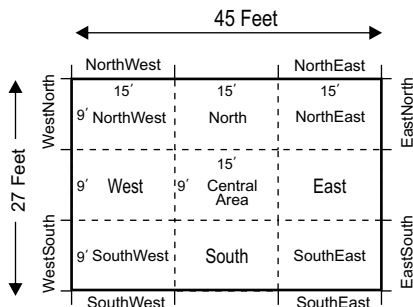 45 Feet
NorthWest NorthEast
15′ 15′ 15′
9′ NorthWest North NorthEast
WestNorth
EastNorth
27 Feet
15′
9′ West 9′ Central East
Area
9′ SouthWest South SouthEast
WestSouth
EastSouth
SouthWest SouthEast